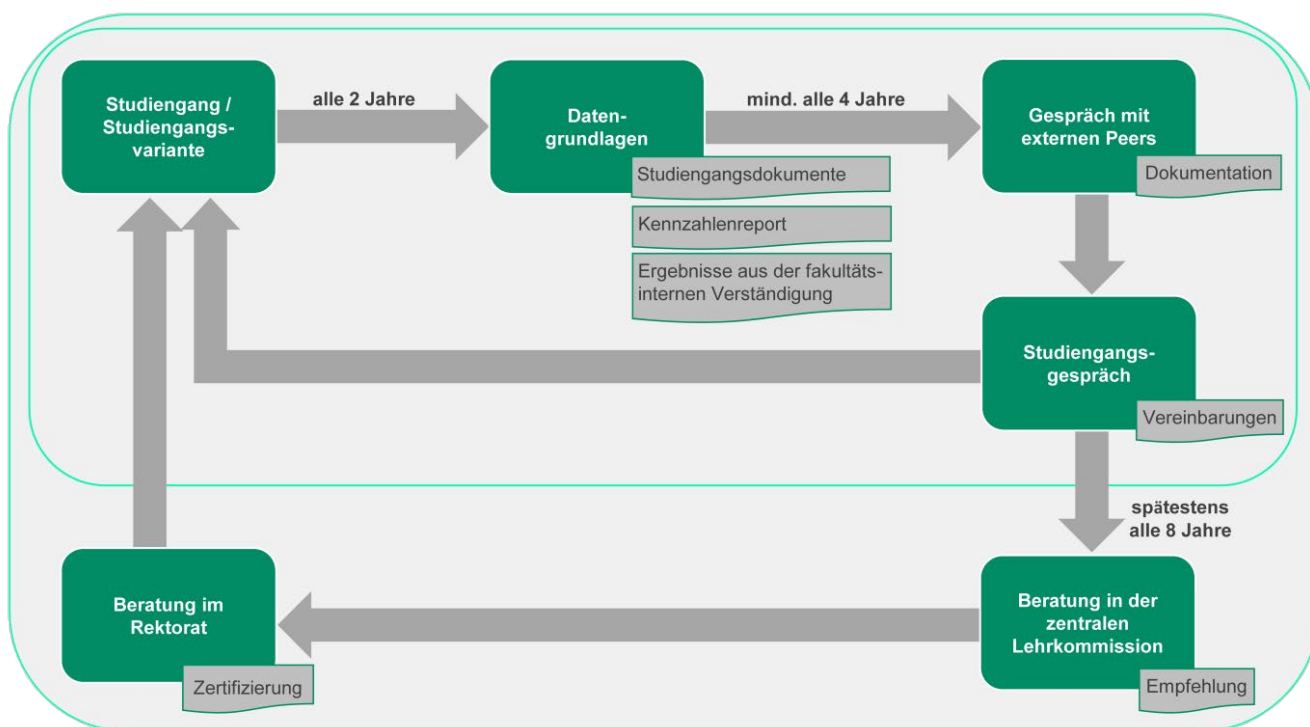 Studiengang /
Studiengangs-
variante
alle 2 Jahre
Daten-
grundlagen
mind. alle 4 Jahre
Gespräch mit
externen Peers
Studiengangsdokumente
Dokumentation
Kennzahlenreport
Ergebnisse aus der fakultäts-
internen Verständigung
Studiengangs-
gespräch
Vereinbarungen
spätestens
alle 8 Jahre
Beratung im
Rektorat
Zertifizierung
Beratung in der
zentralen
Lehrkommission
Empfehlung